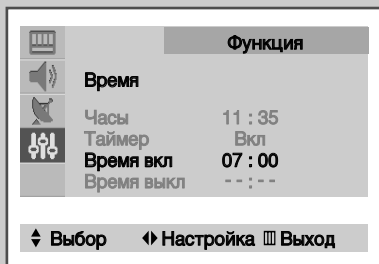 Функция
Время
Часы 11 : 35
Таймер Вкл
Время вкл 07 : 00
Время выкл - - : - -
Выбор Настройка Выход